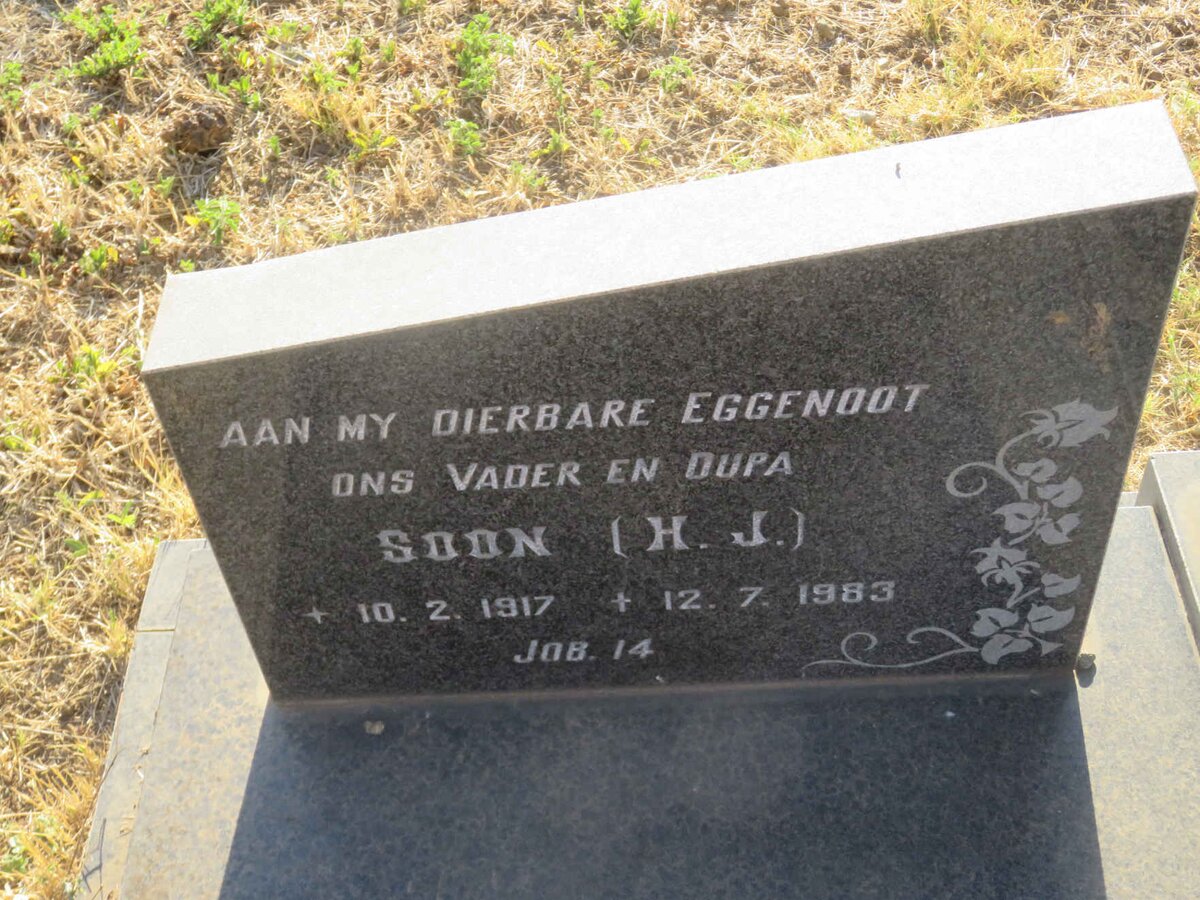 AAN MY DIERBARE EGGENOOT
ONS VADER EN OUPA
SOON (H. J.)
+ 10. 2. 1917 + 12. 7. 1983
JOB. 14